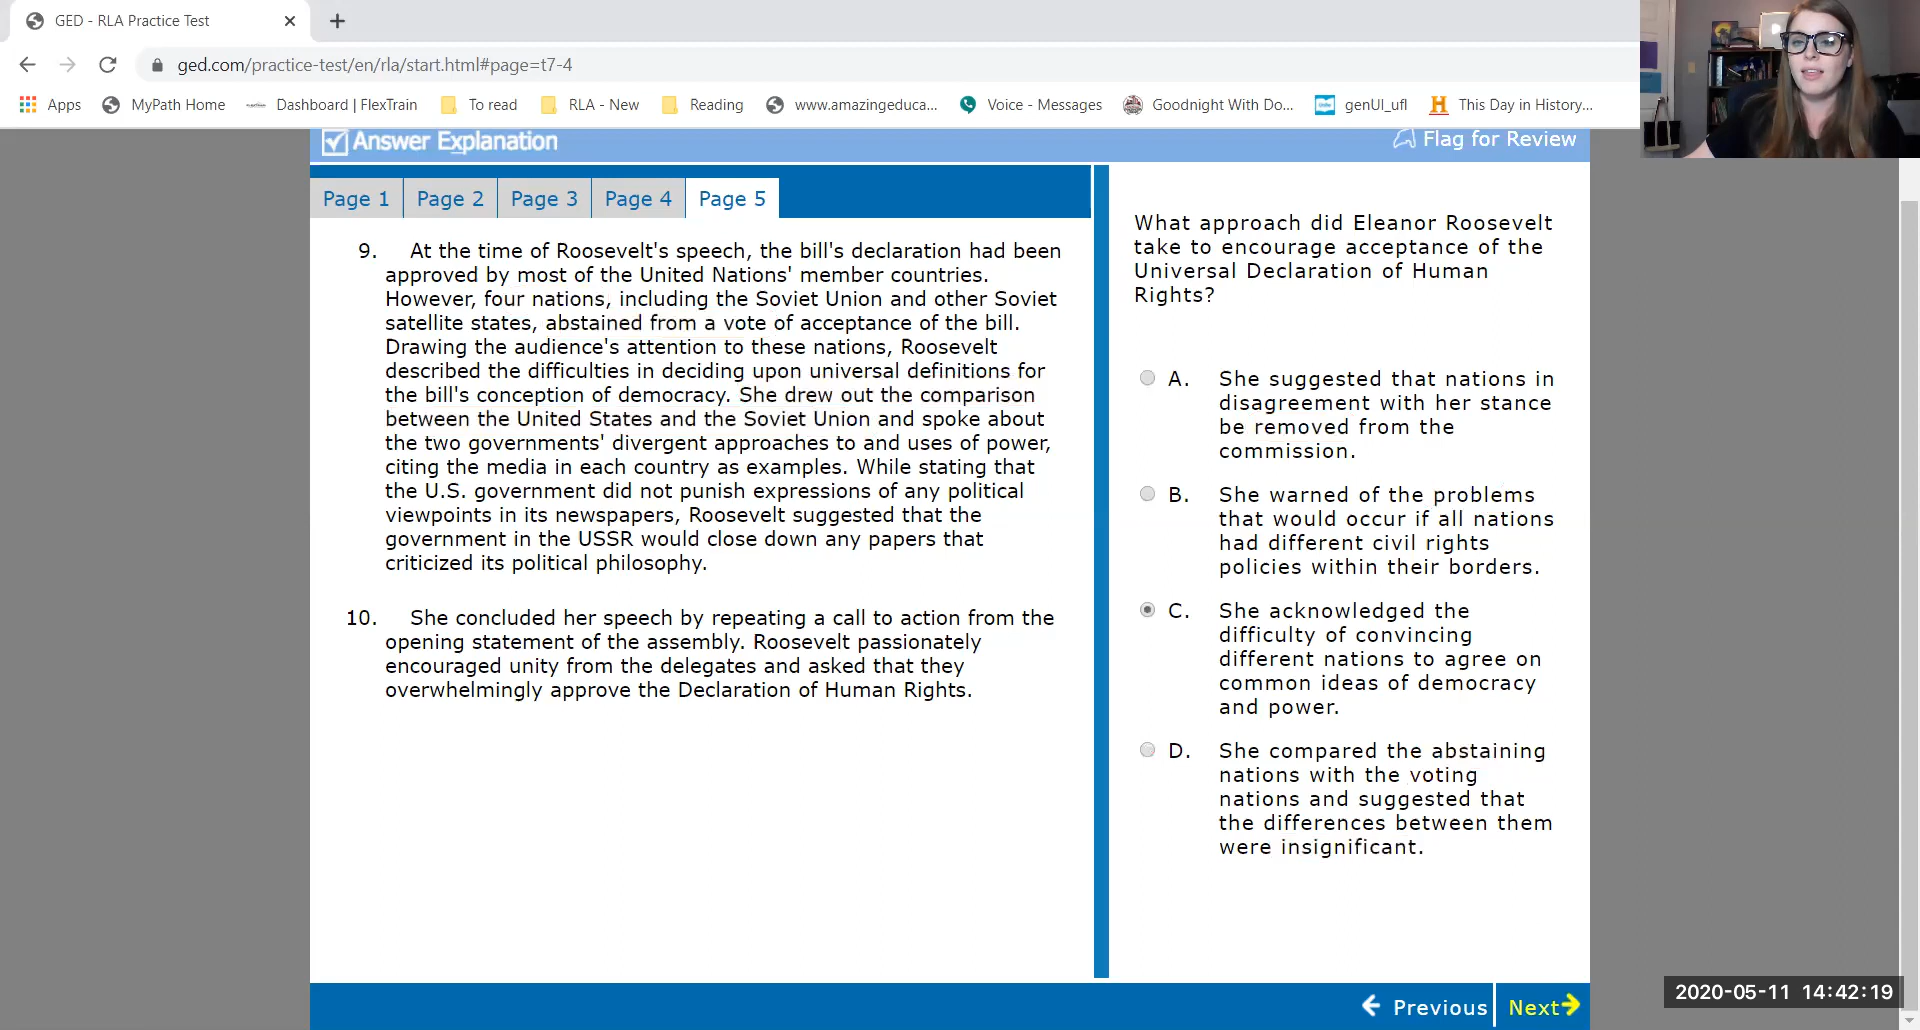 GED - RLA Practice Test
ged.com/practice-test/en/rla/start.html#page=t7-4
Apps MyPath Home Dashboard | FlexTrain To read RLA - New Reading www.amazingeduca... Voice - Messages Goodnight With Do... genUI_ufl This Day in History...
Answer Explanation
Flag for Review
Page 1 Page 2 Page 3 Page 4 Page 5
9. At the time of Roosevelt's speech, the bill's declaration had been
approved by most of the United Nations' member countries.
However, four nations, including the Soviet Union and other Soviet
satellite states, abstained from a vote of acceptance of the bill.
Drawing the audience's attention to these nations, Roosevelt
described the difficulties in deciding upon universal definitions for
the bill's conception of democracy. She drew out the comparison
between the United States and the Soviet Union and spoke about
the two governments' divergent approaches to and uses of power,
citing the media in each country as examples. While stating that
the U.S. government did not punish expressions of any political
viewpoints in its newspapers, Roosevelt suggested that the
government in the USSR would close down any papers that
criticized its political philosophy.
10. She concluded her speech by repeating a call to action from the
opening statement of the assembly. Roosevelt passionately
encouraged unity from the delegates and asked that they
overwhelmingly approve the Declaration of Human Rights.
What approach did Eleanor Roosevelt
take to encourage acceptance of the
Universal Declaration of Human
Rights?
A. She suggested that nations in
disagreement with her stance
be removed from the
commission.
B. She warned of the problems
that would occur if all nations
had different civil rights
policies within their borders.
C. She acknowledged the
difficulty of convincing
different nations to agree on
common ideas of democracy
and power.
D. She compared the abstaining
nations with the voting
nations and suggested that
the differences between them
were insignificant.
Previous Next
2020-05-11 14:42:19